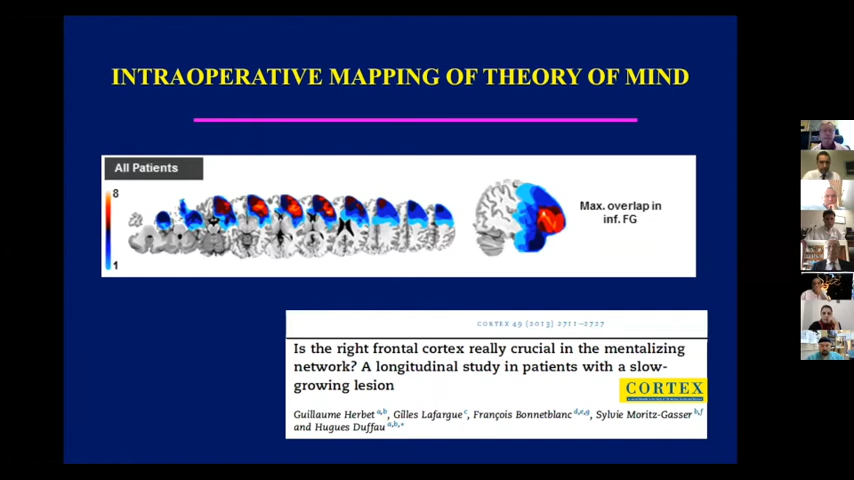 INTRAOPERATIVE MAPPING OF THEORY OF MIND
All Patients
8
1
Max. overlap in
inf. FG
CORTEX 49 (2013) 2711–2727
Is the right frontal cortex really crucial in the mentalizing
network? A longitudinal study in patients with a slow-
growing lesion
CORTEX
Guillaume Herbet a,b, Gilles Lafargue c, François Bonnetblanc d,e,g, Sylvie Moritz-Gasser b,f
and Hugues Duffau a,b,*